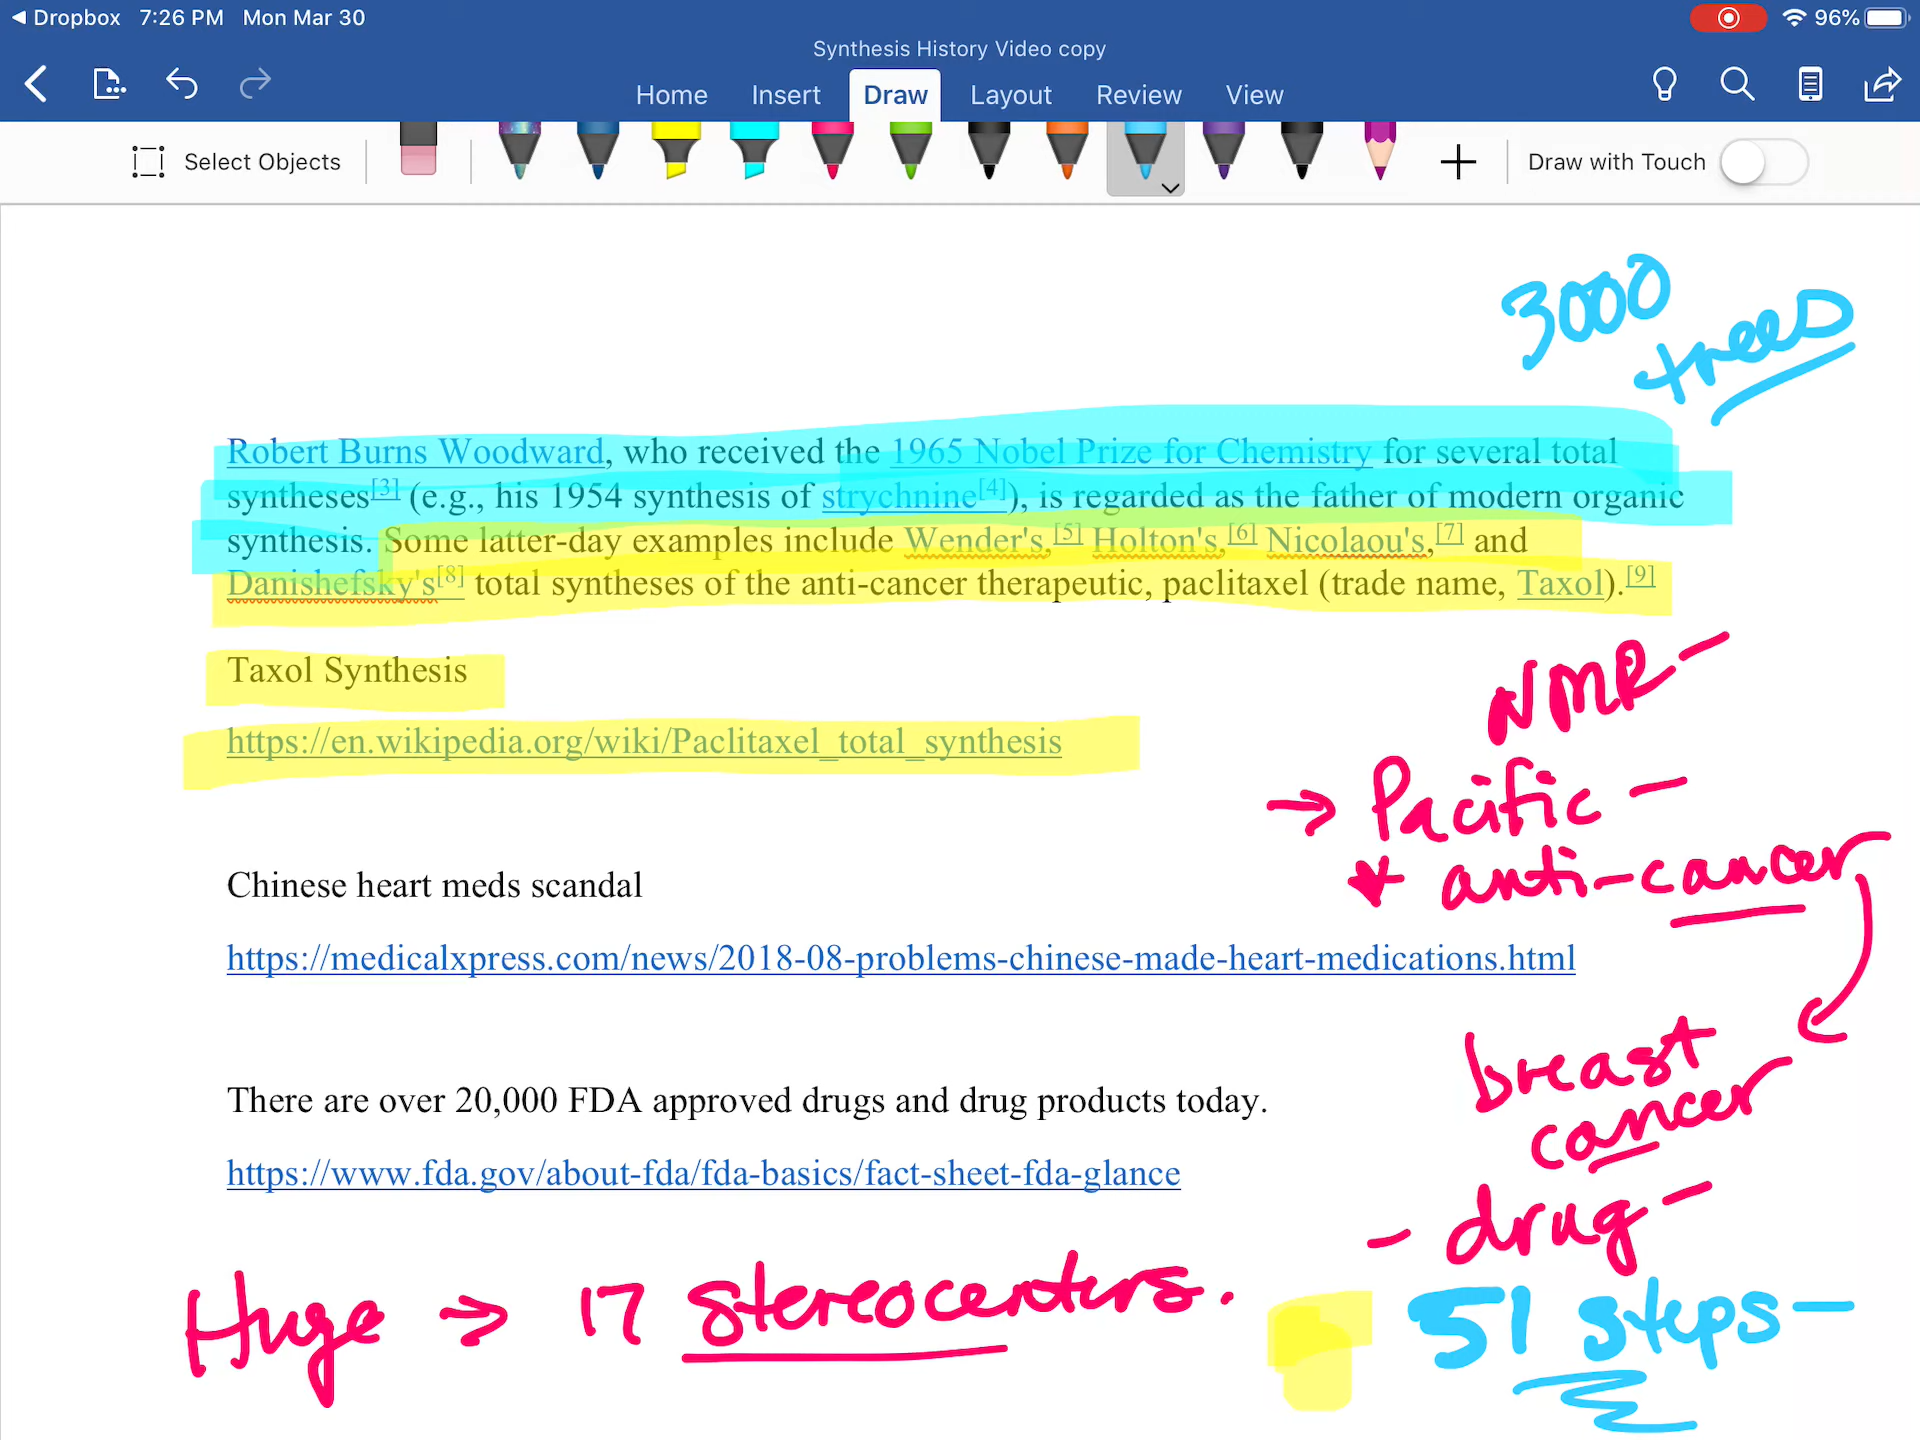 Dropbox 7:26 PM Mon Mar 30 96%
Synthesis History Video copy
Home Insert Draw Layout Review View
Select Objects Draw with Touch
3000
trees
Robert Burns Woodward, who received the 1965 Nobel Prize for Chemistry for several total
syntheses[3] (e.g., his 1954 synthesis of strychnine[4]), is regarded as the father of modern organic
synthesis. Some latter-day examples include Wender's,[5] Holton's,[6] Nicolaou's,[7] and
Danishefsky's[8] total syntheses of the anti-cancer therapeutic, paclitaxel (trade name, Taxol).[9]
Taxol Synthesis
NMR-
https://en.wikipedia.org/wiki/Paclitaxel_total_synthesis
→ Pacific -
* anti-cancer
Chinese heart meds scandal
https://medicalxpress.com/news/2018-08-problems-chinese-made-heart-medications.html
breast
cancer
There are over 20,000 FDA approved drugs and drug products today.
https://www.fda.gov/about-fda/fda-basics/fact-sheet-fda-glance
- drug -
Huge → 17 stereocenters.
51 steps -